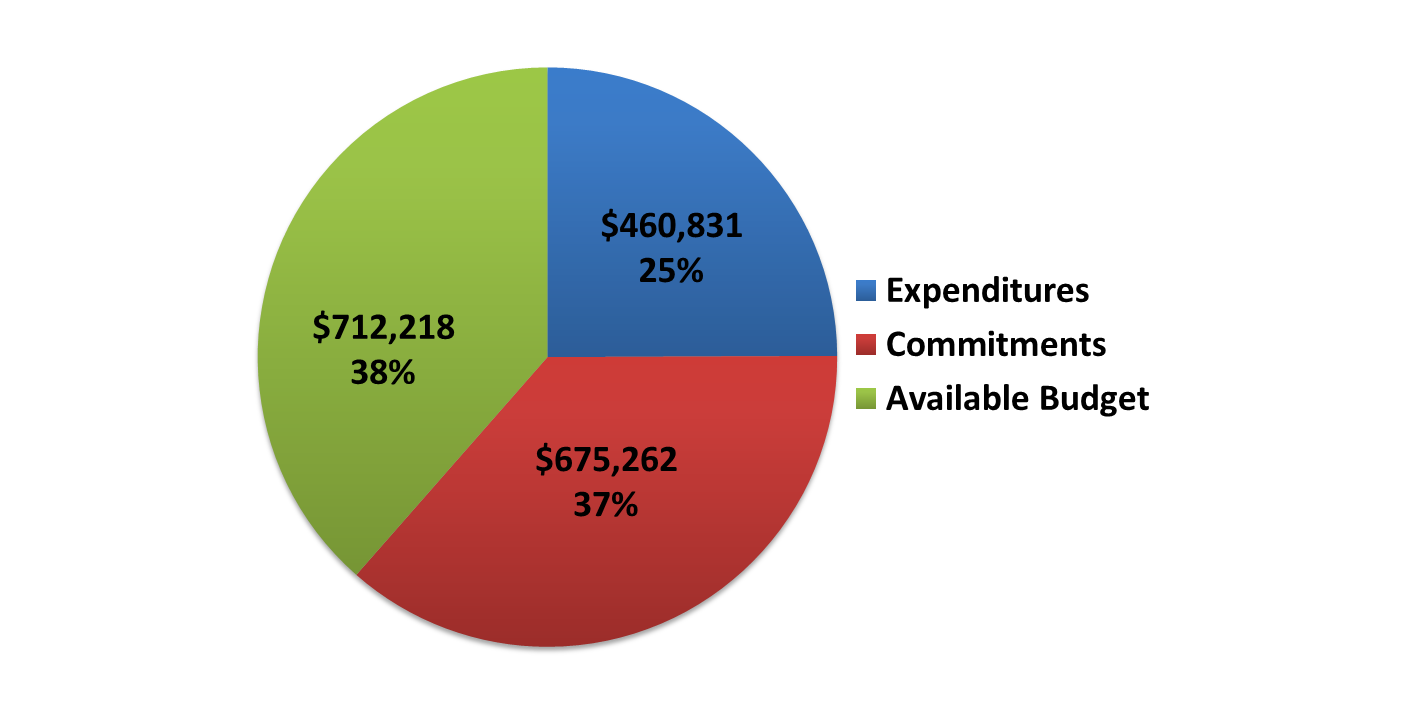 $460,831
25%
$712,218
38%
$675,262
37%
Expenditures
Commitments
Available Budget